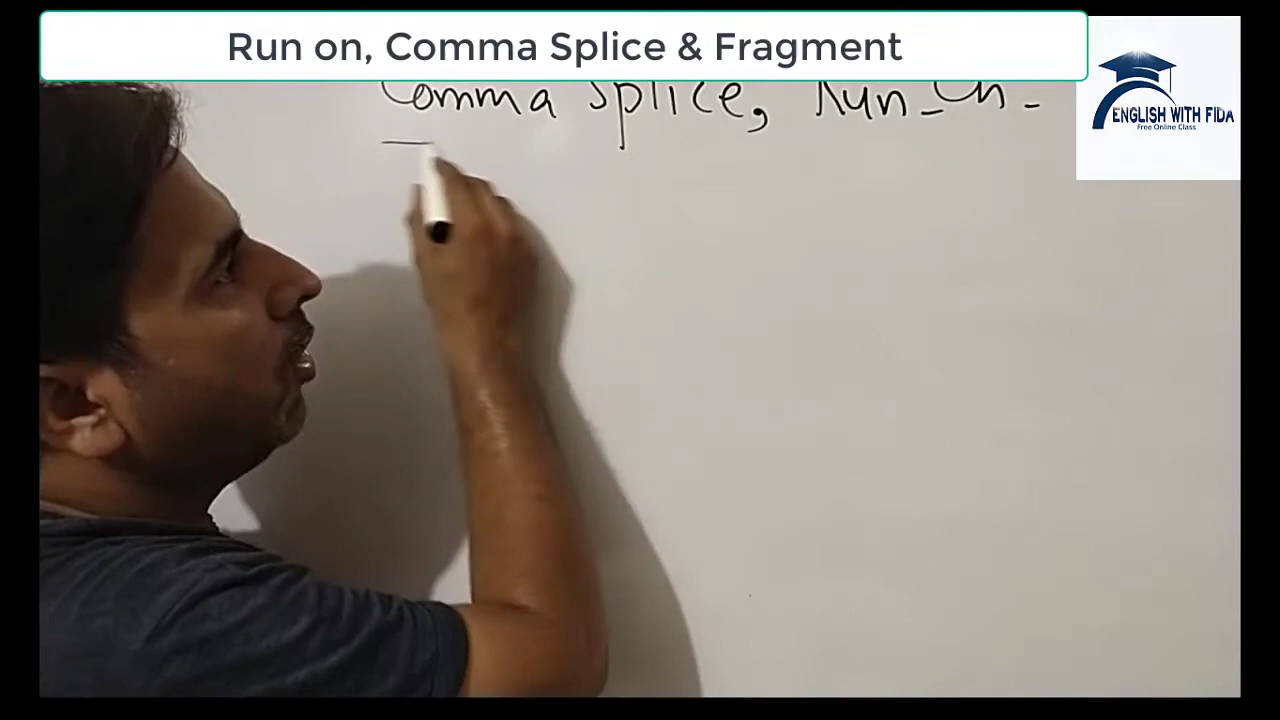 Run on, Comma Splice & Fragment
Comma Splice, Run-On-
ENGLISH WITH FIDA
Free Online Class